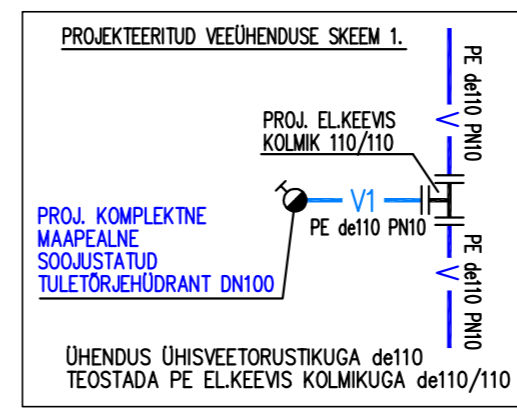 PROJEKTEERITUD VEEÜHENDUSE SKEEM 1.
PE de110 PN10
V
PROJ. EL.KEEVIS
KOLMIK 110/110
V1
PE de110 PN10
PROJ. KOMPLEKTNE
MAAPEALNE
SOOJUSTATUD
TULETÕRJEHÜDRANT DN100
PE de110 PN10
V
ÜHENDUS ÜHISVEETORUSTIKUGA de110
TEOSTADA PE EL.KEEVIS KOLMIKUGA de110/110